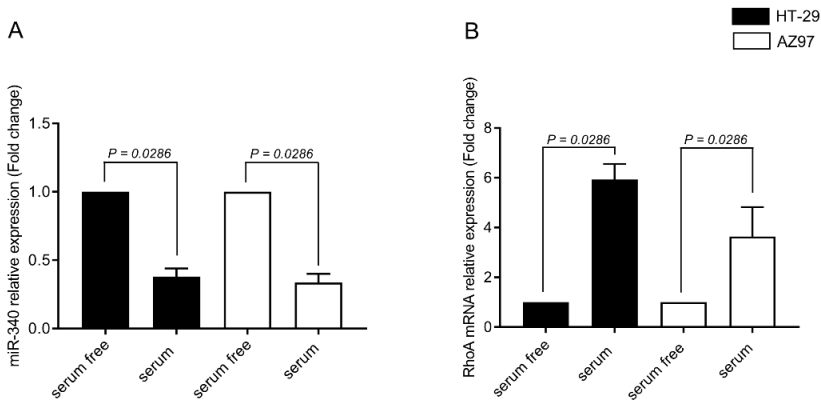 A
miR-340 relative expression (Fold change)
1.5
1.0
0.5
0.0
P = 0.0286
P = 0.0286
serum free
serum
serum free
serum
B
HT-29
AZ97
RhoA mRNA relative expression (Fold change)
8
6
4
2
0
P = 0.0286
P = 0.0286
serum free
serum
serum free
serum